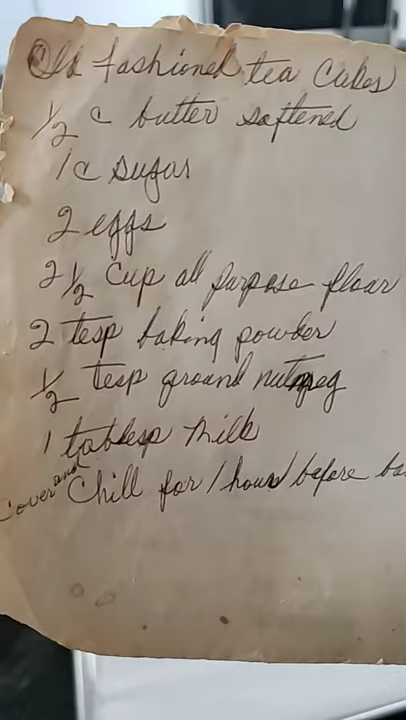 Old fashioned tea Cakes
1/2 c butter softened
1 c sugar
2 eggs
2 1/2 Cup all purpose flour
2 tesp baking powder
1/2 tesp ground nutmeg
1 tablesp milk
Cover and Chill for 1 hour before